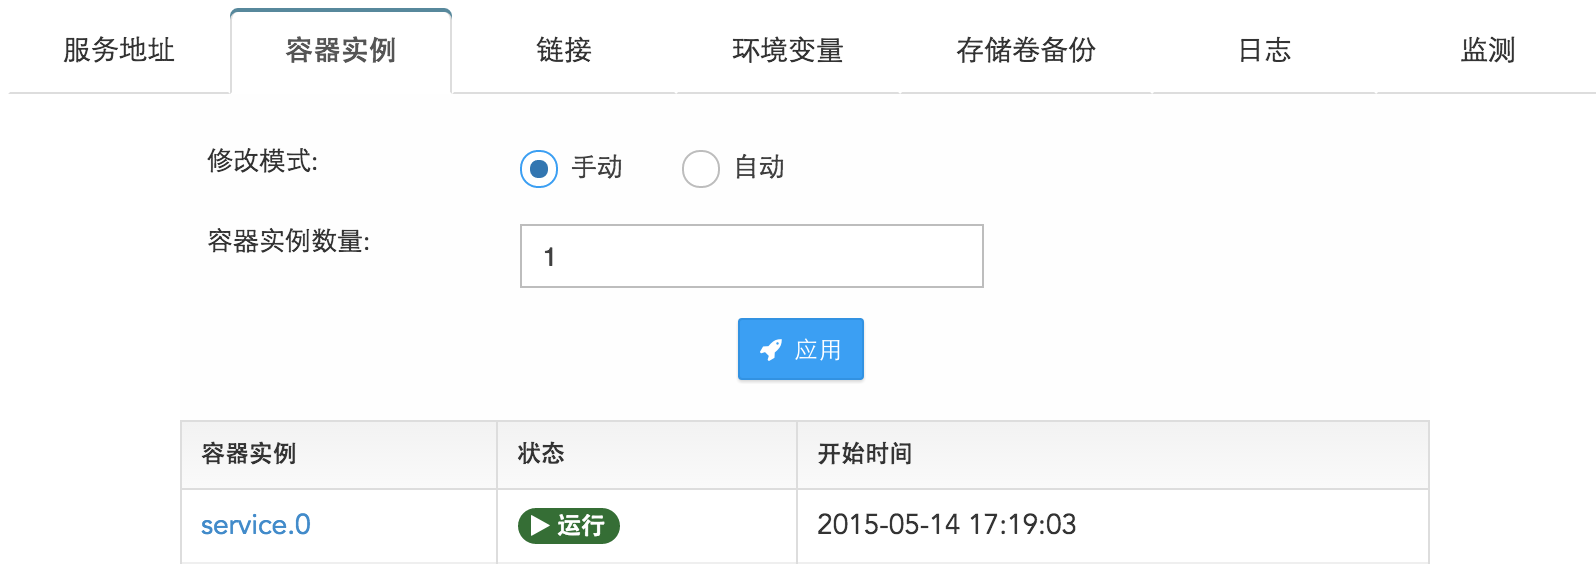 服务地址 容器实例 链接 环境变量 存储卷备份 日志 监测
修改模式: 手动 自动
容器实例数量: 1
应用
容器实例 状态 开始时间
service.0 运行 2015-05-14 17:19:03